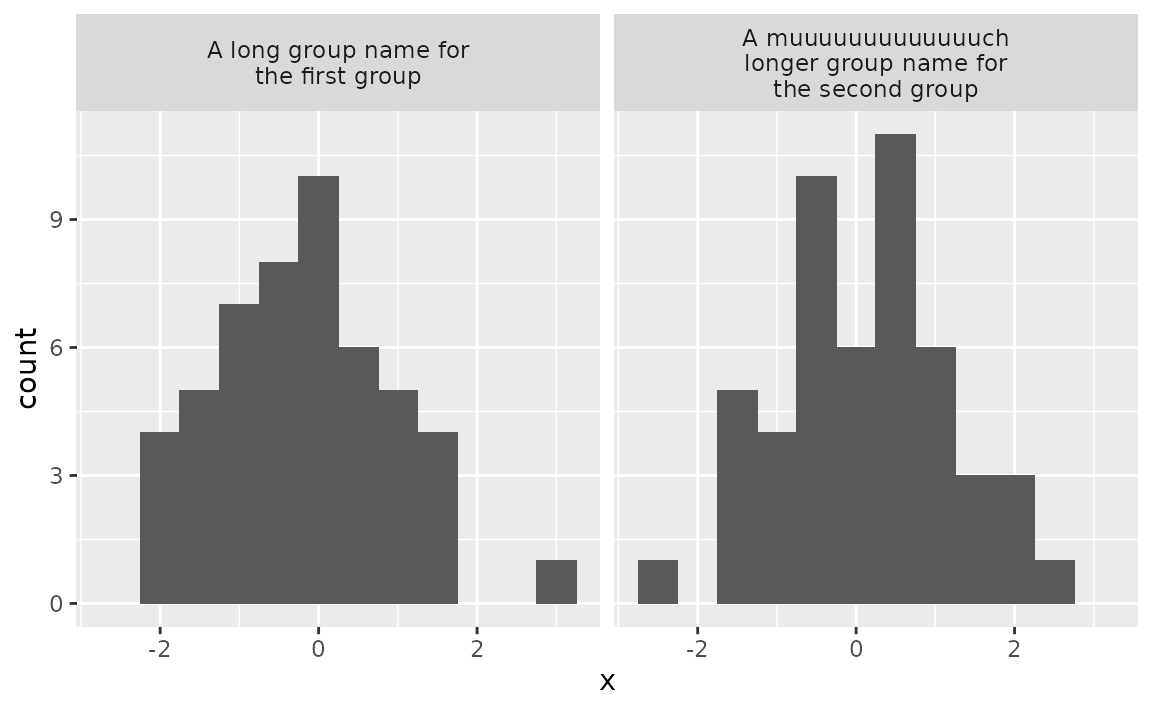 A long group name for
the first group
A muuuuuuuuuuuuuch
longer group name for
the second group
count
9
6
3
0
-2 0 2
-2 0 2
x